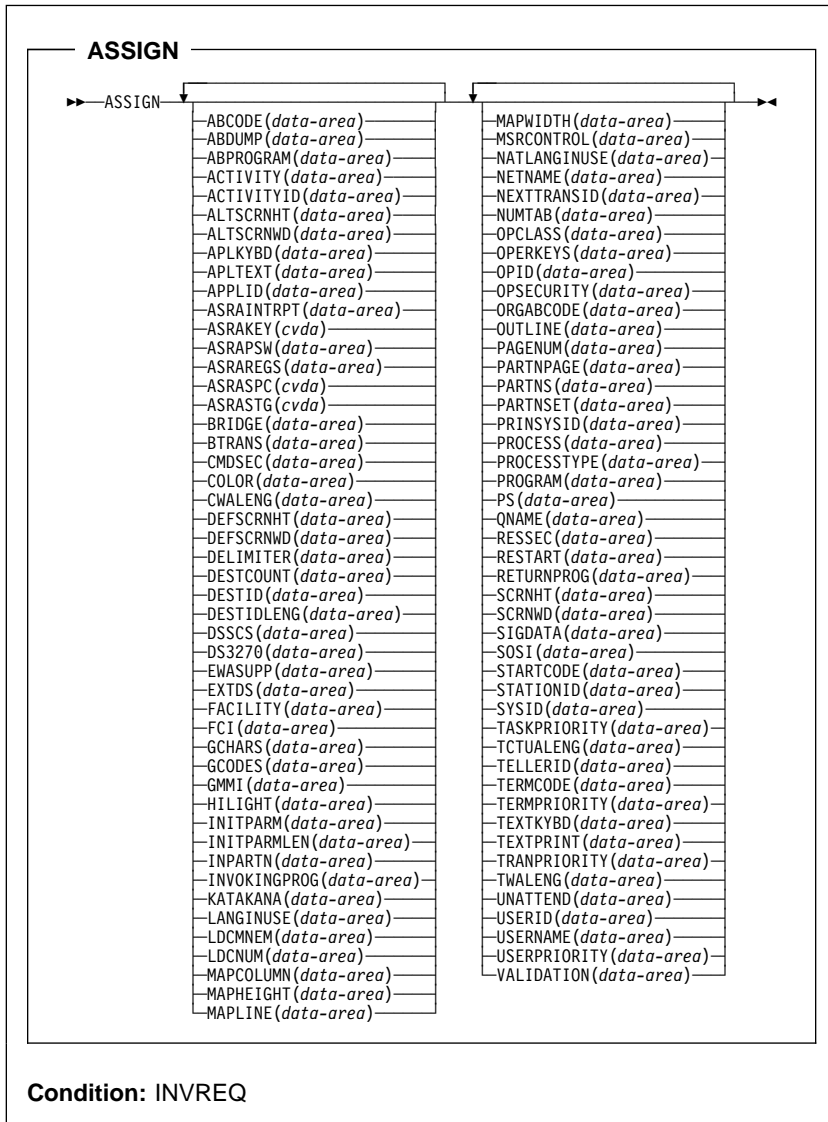 ASSIGN
ASSIGN
ABCODE(data-area)
ABDUMP(data-area)
ABPROGRAM(data-area)
ACTIVITY(data-area)
ACTIVITYID(data-area)
ALTSCRNHT(data-area)
ALTSCRNWD(data-area)
APLKYBD(data-area)
APLTEXT(data-area)
APPLID(data-area)
ASRAINTRPT(data-area)
ASRAKEY(cvda)
ASRAPSW(data-area)
ASRAREGS(data-area)
ASRASPC(cvda)
ASRASTG(cvda)
BRIDGE(data-area)
BTRANS(data-area)
CMDSEC(data-area)
COLOR(data-area)
CWALENG(data-area)
DEFSCRNHT(data-area)
DEFSCRNWD(data-area)
DELIMITER(data-area)
DESTCOUNT(data-area)
DESTID(data-area)
DESTIDLENG(data-area)
DSSCS(data-area)
DS3270(data-area)
EWASUPP(data-area)
EXTDS(data-area)
FACILITY(data-area)
FCI(data-area)
GCHARS(data-area)
GCODES(data-area)
GMMI(data-area)
HILIGHT(data-area)
INITPARM(data-area)
INITPARMLEN(data-area)
INPARTN(data-area)
INVOKINGPROG(data-area)
KATAKANA(data-area)
LANGINUSE(data-area)
LDCMNEM(data-area)
LDCNUM(data-area)
MAPCOLUMN(data-area)
MAPHEIGHT(data-area)
MAPLINE(data-area)
MAPWIDTH(data-area)
MSRCONTROL(data-area)
NATLANGINUSE(data-area)
NETNAME(data-area)
NEXTTRANSID(data-area)
NUMTAB(data-area)
OPCLASS(data-area)
OPERKEYS(data-area)
OPID(data-area)
OPSECURITY(data-area)
ORGABCODE(data-area)
OUTLINE(data-area)
PAGENUM(data-area)
PARTNPAGE(data-area)
PARTNS(data-area)
PARTNSET(data-area)
PRINSYSID(data-area)
PROCESS(data-area)
PROCESSTYPE(data-area)
PROGRAM(data-area)
PS(data-area)
QNAME(data-area)
RESSEC(data-area)
RESTART(data-area)
RETURNPROG(data-area)
SCRNHT(data-area)
SCRNWD(data-area)
SIGDATA(data-area)
SOSI(data-area)
STARTCODE(data-area)
STATIONID(data-area)
SYSID(data-area)
TASKPRIORITY(data-area)
TCTUALENG(data-area)
TELLERID(data-area)
TERMCODE(data-area)
TERMPRIORITY(data-area)
TEXTKYBD(data-area)
TEXTPRINT(data-area)
TRANPRIORITY(data-area)
TWALENG(data-area)
UNATTEND(data-area)
USERID(data-area)
USERNAME(data-area)
USERPRIORITY(data-area)
VALIDATION(data-area)
Condition: INVREQ